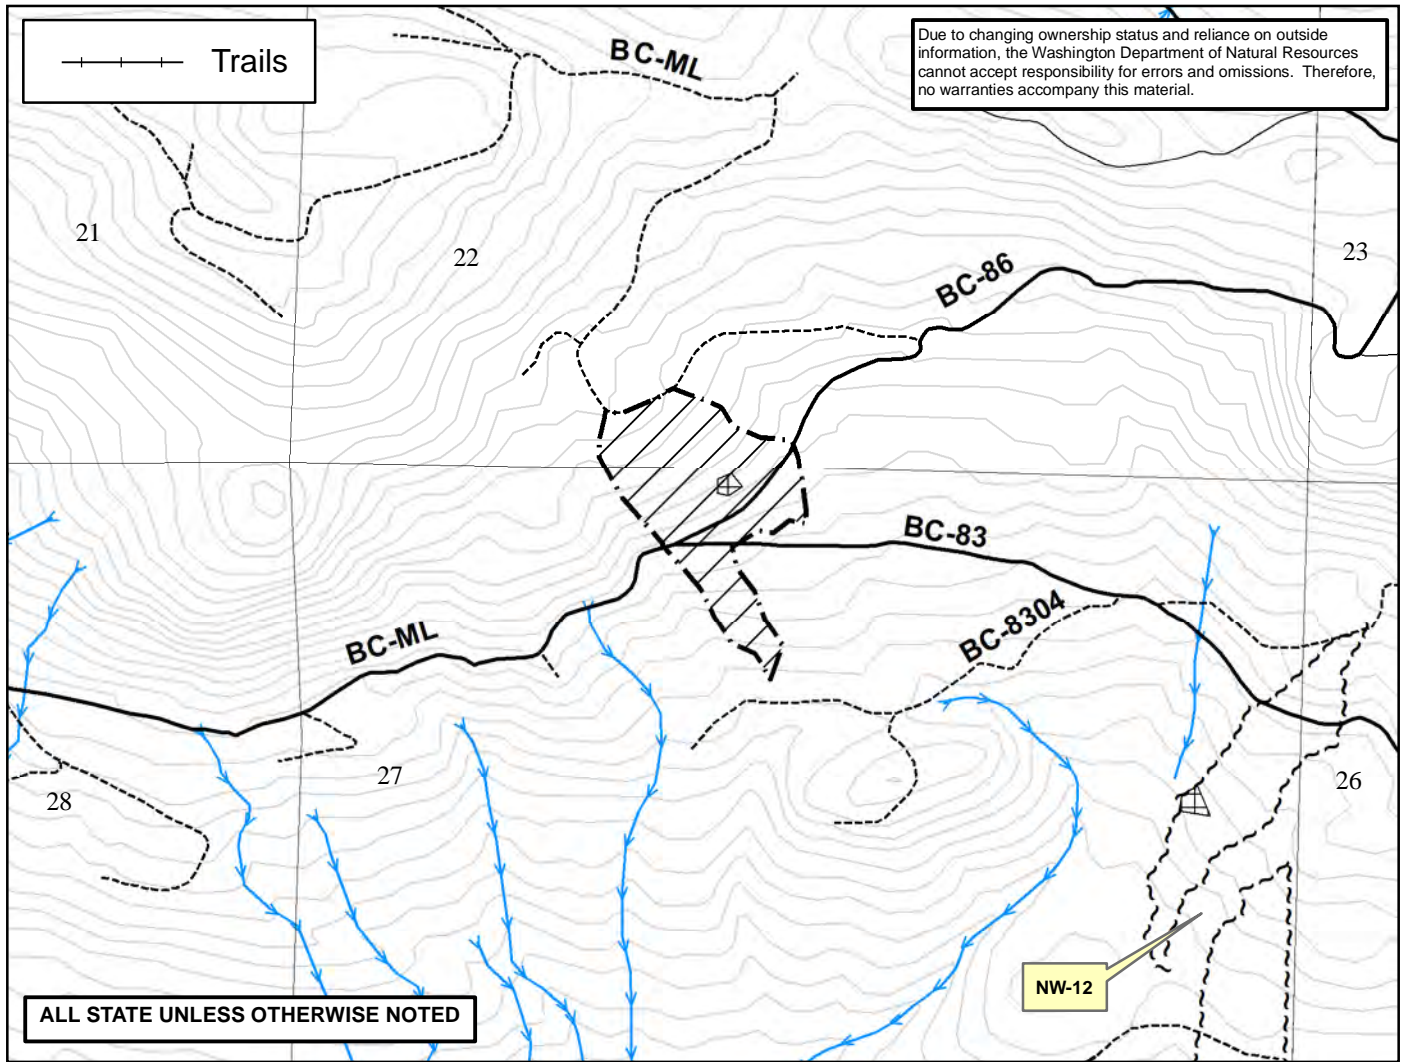 Trails
BC-ML
Due to changing ownership status and reliance on outside
information, the Washington Department of Natural Resources
cannot accept responsibility for errors and omissions. Therefore,
no warranties accompany this material.
21
22
23
BC-86
BC-83
BC-8304
BC-ML
27
28
26
NW-12
ALL STATE UNLESS OTHERWISE NOTED